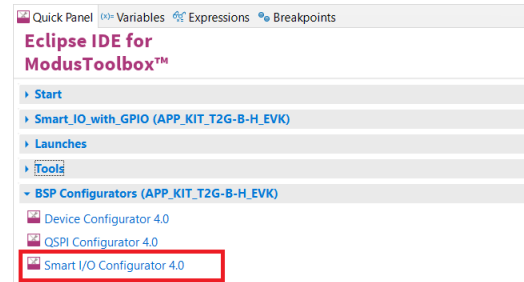 Quick Panel (x)= Variables Expressions Breakpoints
Eclipse IDE for
ModusToolbox™
Start
Smart_IO_with_GPIO (APP_KIT_T2G-B-H_EVK)
Launches
Tools
BSP Configurators (APP_KIT_T2G-B-H_EVK)
Device Configurator 4.0
QSPI Configurator 4.0
Smart I/O Configurator 4.0